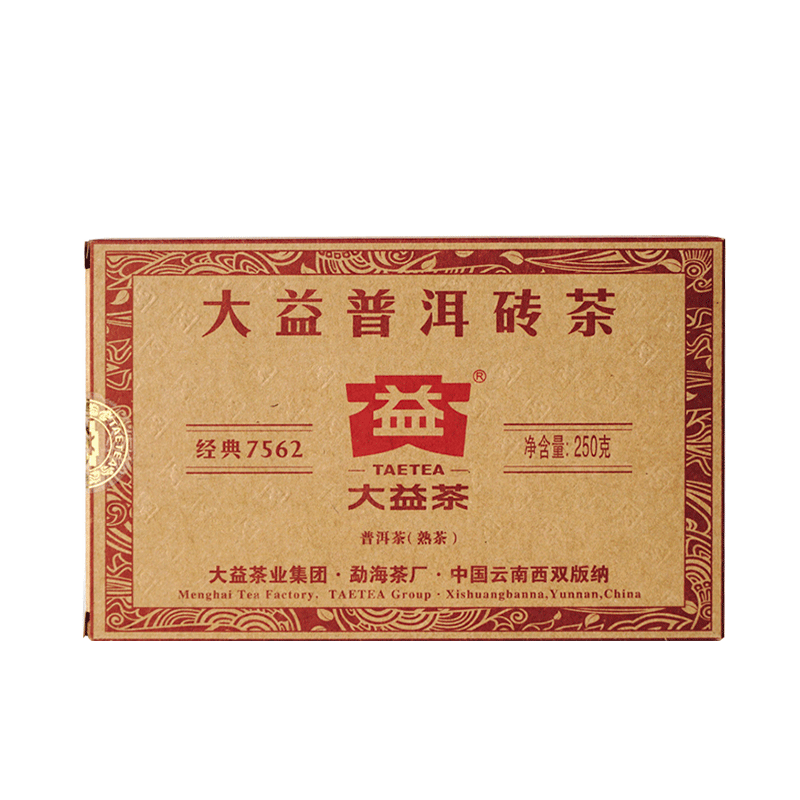 大益普洱砖茶
益®
经典7562
TAETEA
净含量:250克
大益茶
普洱茶(熟茶)
大益茶业集团·勐海茶厂·中国云南西双版纳
Menghai Tea Factory, TAETEA Group·Xishuangbanna,Yunnan,China
TAETEA